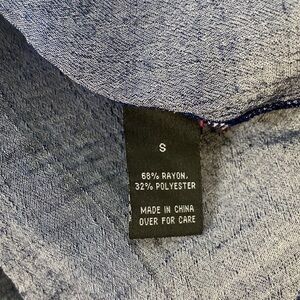 S
68% RAYON,
32% POLYESTER
MADE IN CHINA
OVER FOR CARE